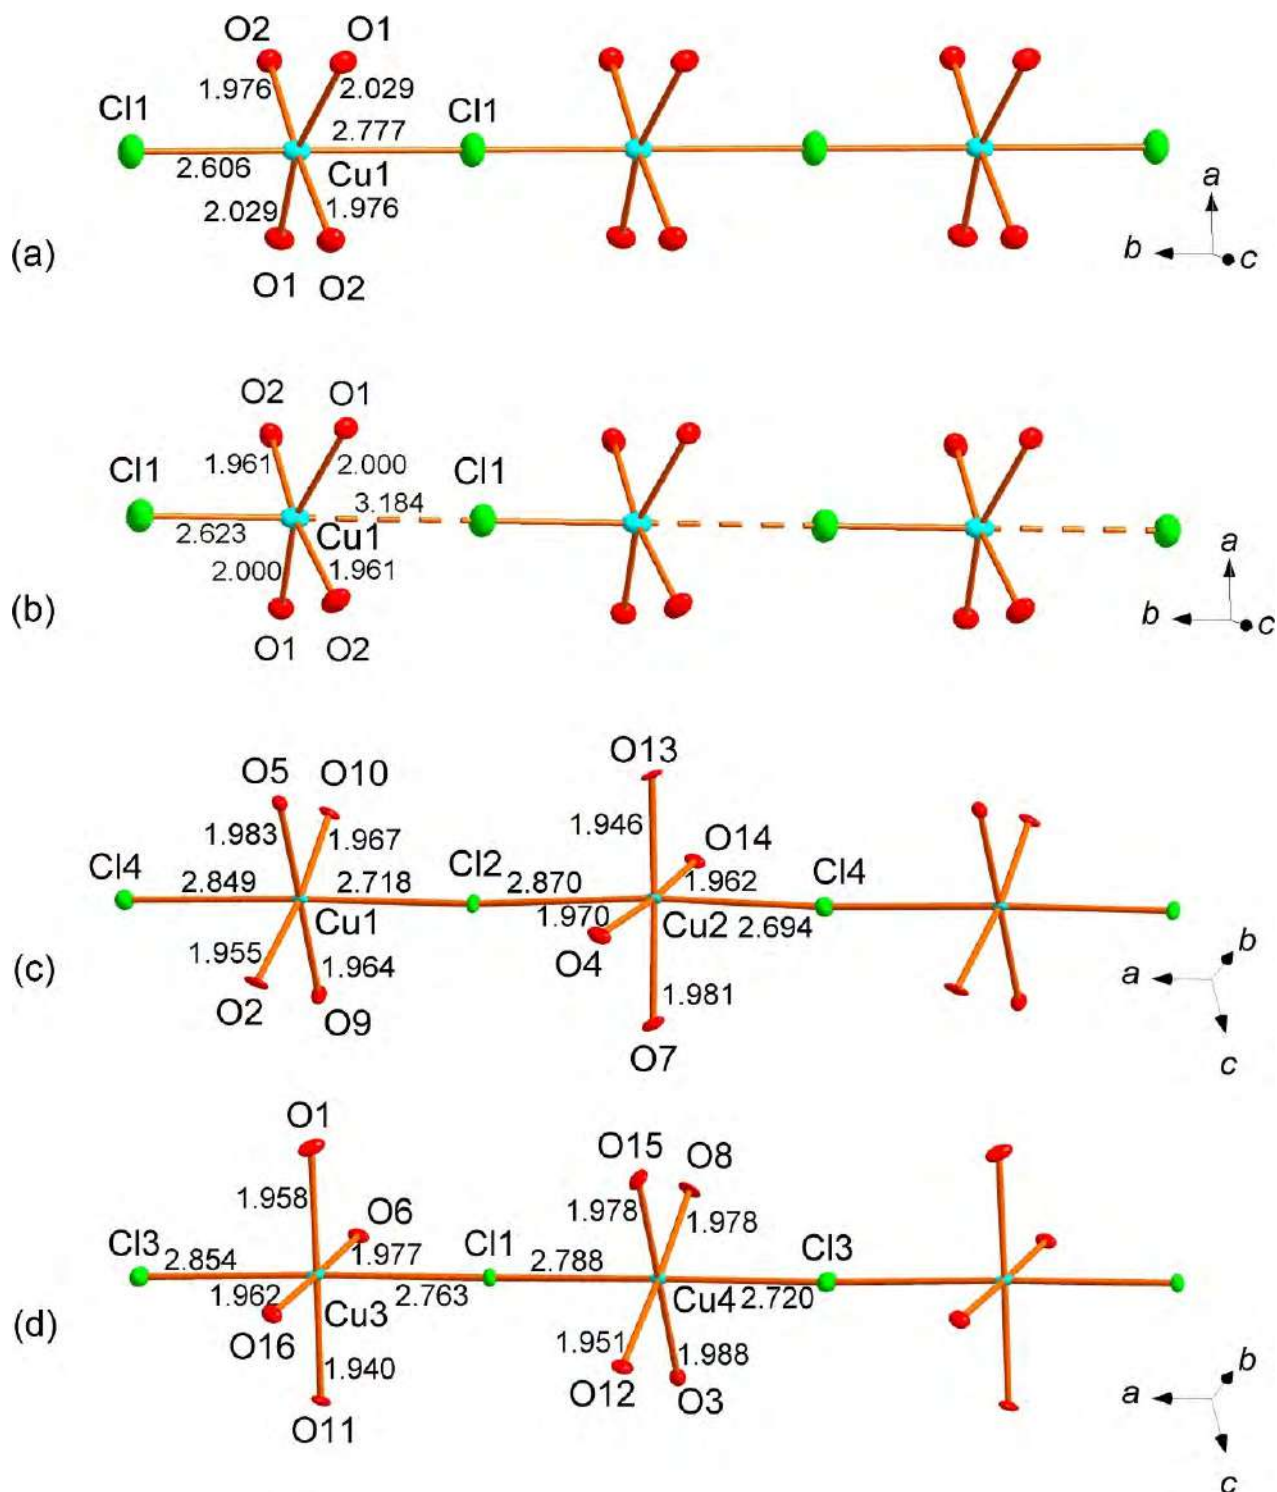 O2 O1
1.976 2.029
Cl1 2.777 Cl1
2.606 Cu1
2.029 1.976
O1 O2
(a)
a
b c
O2 O1
1.961 2.000
Cl1 3.184 Cl1
2.623 Cu1
2.000 1.961
O1 O2
(b)
a
b c
O13
O5 O10
1.983 1.967 1.946 O14
Cl4 2.849 2.718 Cl2 2.870 1.962 Cl4
Cu1 1.970 Cu2 2.694
1.955 1.964 O4
O2 O9 1.981
O7
(c)
b
a
c
O1
O15 O8
1.958 O6 1.978 1.978
Cl3 2.854 1.977 Cl1 2.788 Cl3
1.962 Cu3 2.763 Cu4 2.720
O16 1.940 1.951 1.988
O12 O3
O11
(d)
b
a
c